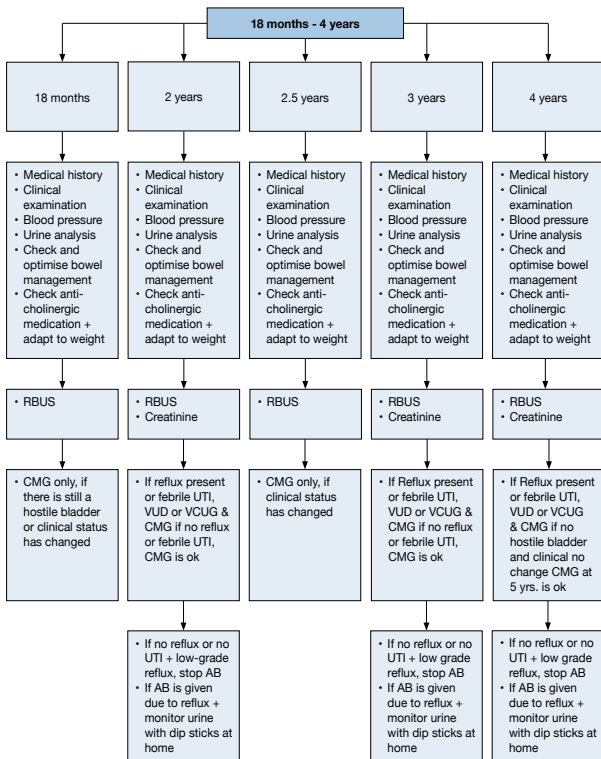 18 months - 4 years
18 months
2 years
2.5 years
3 years
4 years
• Medical history
• Clinical
examination
• Blood pressure
• Urine analysis
• Check and
optimise bowel
management
• Check anti-
cholinergic
medication +
adapt to weight
• Medical history
• Clinical
examination
• Blood pressure
• Urine analysis
• Check and
optimise bowel
management
• Check anti-
cholinergic
medication +
adapt to weight
• Medical history
• Clinical
examination
• Blood pressure
• Urine analysis
• Check and
optimise bowel
management
• Check anti-
cholinergic
medication +
adapt to weight
• Medical history
• Clinical
examination
• Blood pressure
• Urine analysis
• Check and
optimise bowel
management
• Check anti-
cholinergic
medication +
adapt to weight
• Medical history
• Clinical
examination
• Blood pressure
• Urine analysis
• Check and
optimise bowel
management
• Check anti-
cholinergic
medication +
adapt to weight
• RBUS
• RBUS
• Creatinine
• RBUS
• RBUS
• Creatinine
• RBUS
• Creatinine
• CMG only, if
there is still a
hostile bladder
or clinical status
has changed
• If reflux present
or febrile UTI,
VUD or VCUG &
CMG if no reflux
or febrile UTI,
CMG is ok
• CMG only, if
clinical status
has changed
• If Reflux present
or febrile UTI,
VUD or VCUG &
CMG if no reflux
or febrile UTI,
CMG is ok
• If Reflux present
or febrile UTI,
VUD or VCUG
& CMG if no
hostile bladder
and clinical no
change CMG at
5 yrs. is ok
• If no reflux or no
UTI + low-grade
reflux, stop AB
• If AB is given
due to reflux +
monitor urine
with dip sticks at
home
• If no reflux or no
UTI + low grade
reflux, stop AB
• If AB is given
due to reflux +
monitor urine
with dip sticks at
home
• If no reflux or no
UTI + low grade
reflux, stop AB
• If AB is given
due to reflux +
monitor urine
with dip sticks at
home